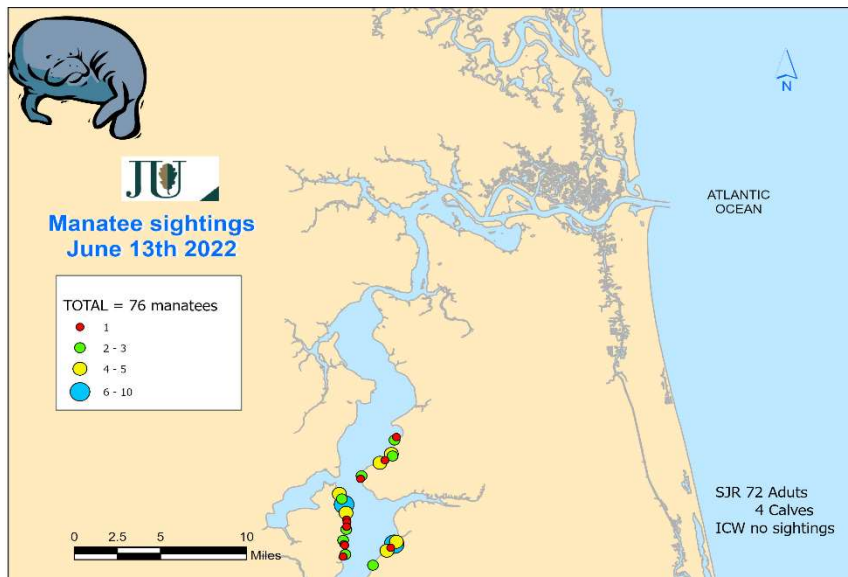 N
JU
ATLANTIC
OCEAN
Manatee sightings
June 13th 2022
TOTAL = 76 manatees
1
2 - 3
4 - 5
6 - 10
SJR 72 Aduts
4 Calves
ICW no sightings
0 2.5 5 10
Miles